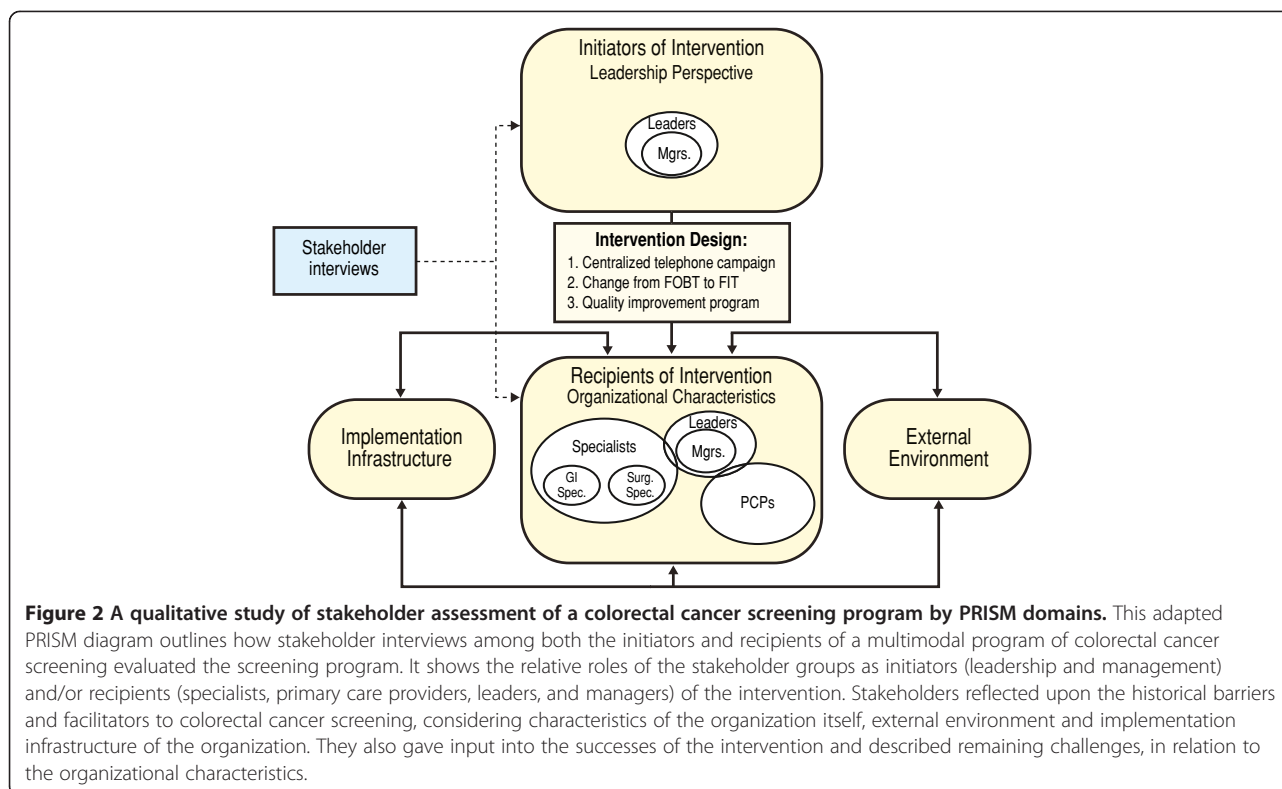 Initiators of Intervention
Leadership Perspective
Leaders
Mgrs.
Stakeholder
interviews
Intervention Design:
1. Centralized telephone campaign
2. Change from FOBT to FIT
3. Quality improvement program
Recipients of Intervention
Organizational Characteristics
Implementation
Infrastructure
Specialists
GI
Spec.
Surg.
Spec.
Leaders
Mgrs.
PCPs
External
Environment
Figure 2 A qualitative study of stakeholder assessment of a colorectal cancer screening program by PRISM domains. This adapted
PRISM diagram outlines how stakeholder interviews among both the initiators and recipients of a multimodal program of colorectal cancer
screening evaluated the screening program. It shows the relative roles of the stakeholder groups as initiators (leadership and management)
and/or recipients (specialists, primary care providers, leaders, and managers) of the intervention. Stakeholders reflected upon the historical barriers
and facilitators to colorectal cancer screening, considering characteristics of the organization itself, external environment and implementation
infrastructure of the organization. They also gave input into the successes of the intervention and described remaining challenges, in relation to
the organizational characteristics.